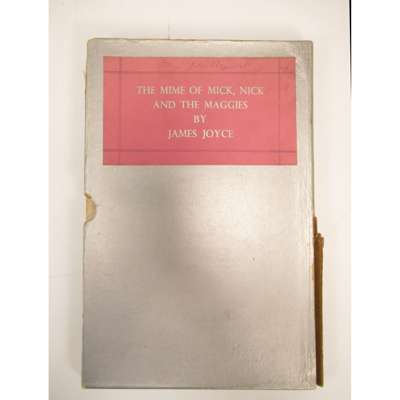 THE MIME OF MICK, NICK
AND THE MAGGIES
BY
JAMES JOYCE